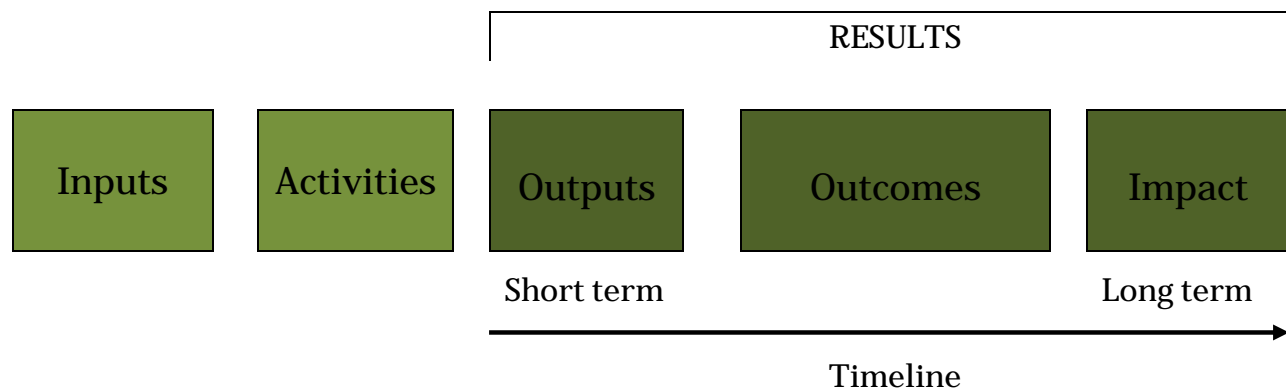 RESULTS
Inputs
Activities
Outputs
Outcomes
Impact
Short term
Long term
Timeline